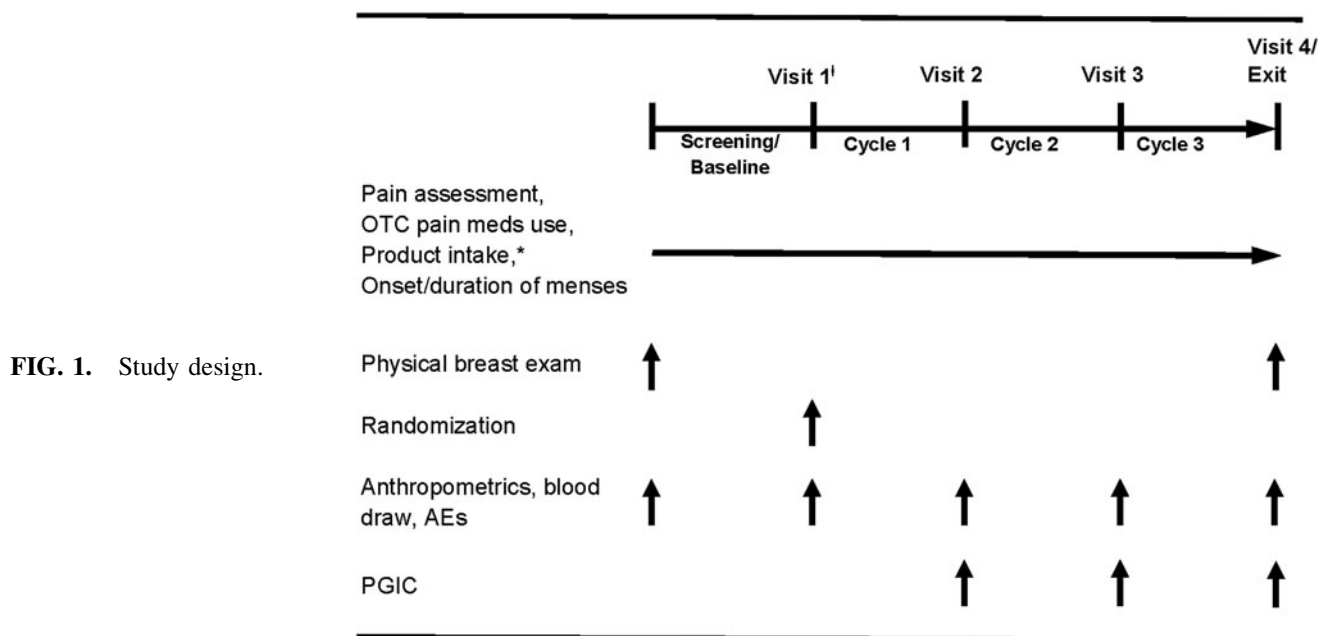 Visit 4/
Exit
Visit 1ƚ Visit 2 Visit 3
Screening/
Baseline
Cycle 1 Cycle 2 Cycle 3
Pain assessment,
OTC pain meds use,
Product intake,*
Onset/duration of menses
FIG. 1. Study design.
Physical breast exam
Randomization
Anthropometrics, blood
draw, AEs
PGIC